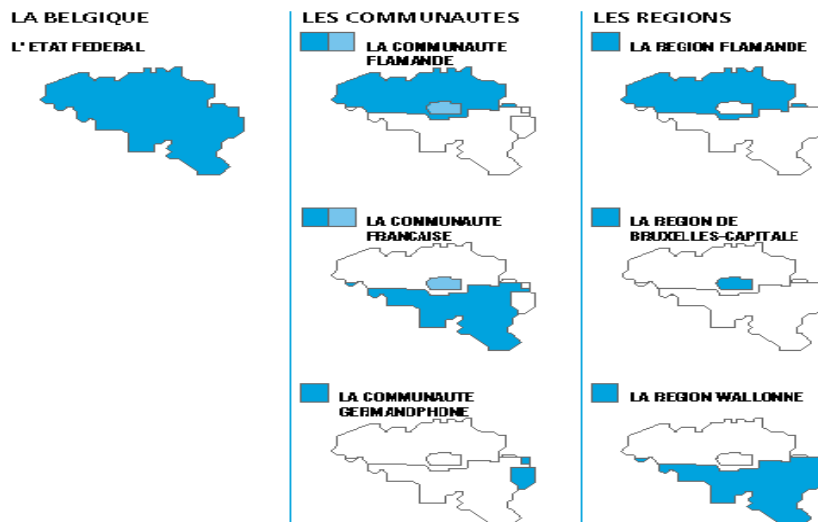 LA BELGIQUE
L'ETAT FEDERAL
LES COMMUNAUTES
LA COMMUNAUTE
FLAMANDE
LA COMMUNAUTE
FRANCAISE
LA COMMUNAUTE
GERMANOPHONE
LES REGIONS
LA REGION FLAMANDE
LA REGION DE
BRUXELLES-CAPITALE
LA REGION WALLONNE